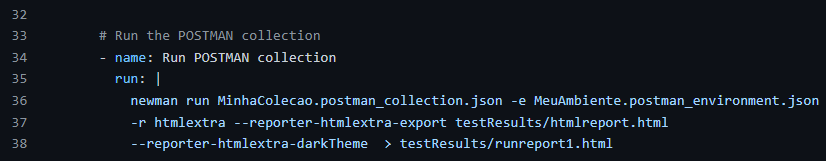 32
33 # Run the POSTMAN collection
34 - name: Run POSTMAN collection
35 run: |
36 newman run MinhaColecao.postman_collection.json -e MeuAmbiente.postman_environment.json
37 -r htmlextra --reporter-htmlextra-export testResults/htmlreport.html
38 --reporter-htmlextra-darkTheme  > testResults/runreport1.html